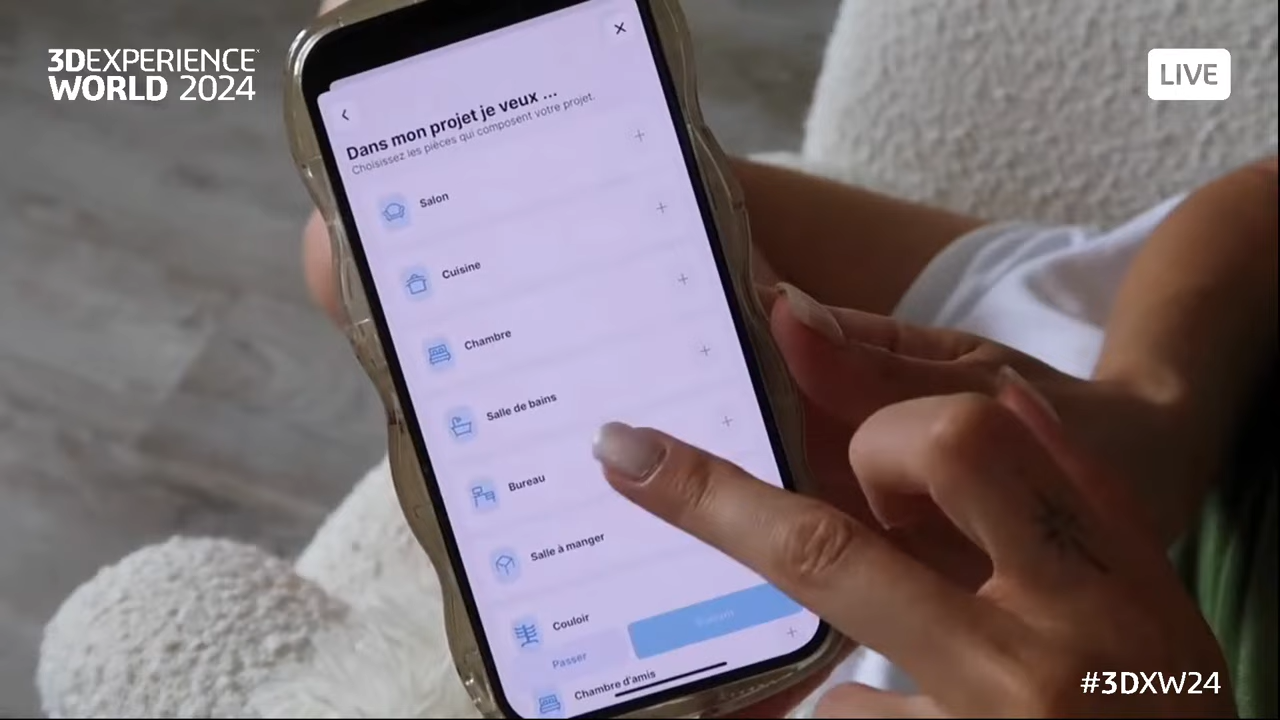 3DEXPERIENCE
WORLD 2024
LIVE
Dans mon projet je veux ...
Choisissez les pièces qui composent votre projet.
Salon
Cuisine
Chambre
Salle de bains
Bureau
Salle à manger
Couloir
Passer
Chambre d'amis
#3DXW24